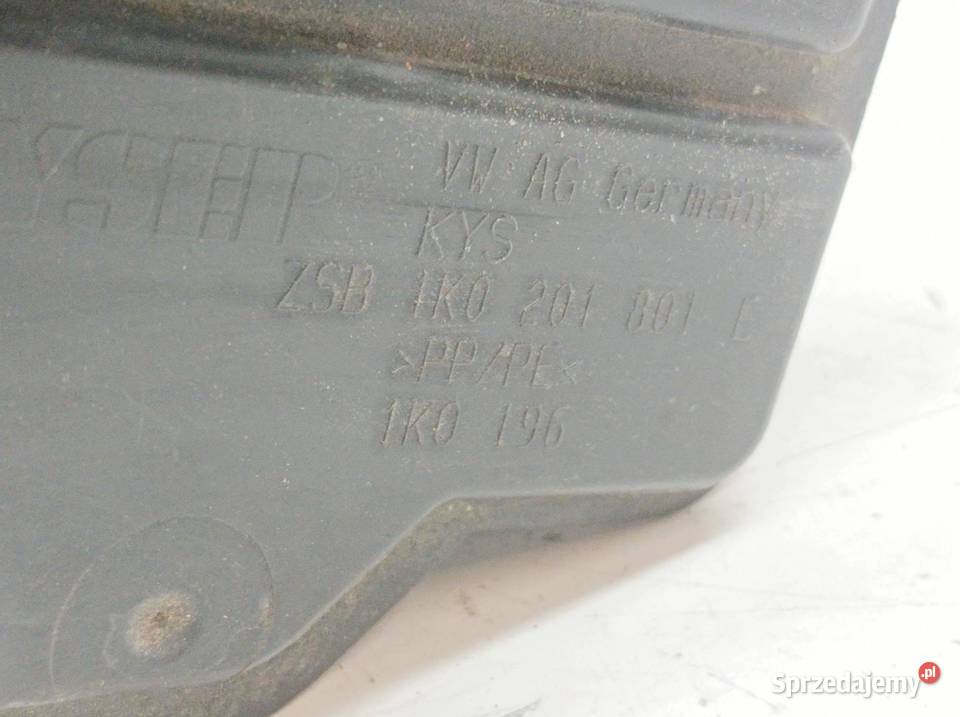 VW AG Germany
KYS
ZSB 1K0 201 801 E
>PP/PE<
1K0 196
Sprzedajemy.pl